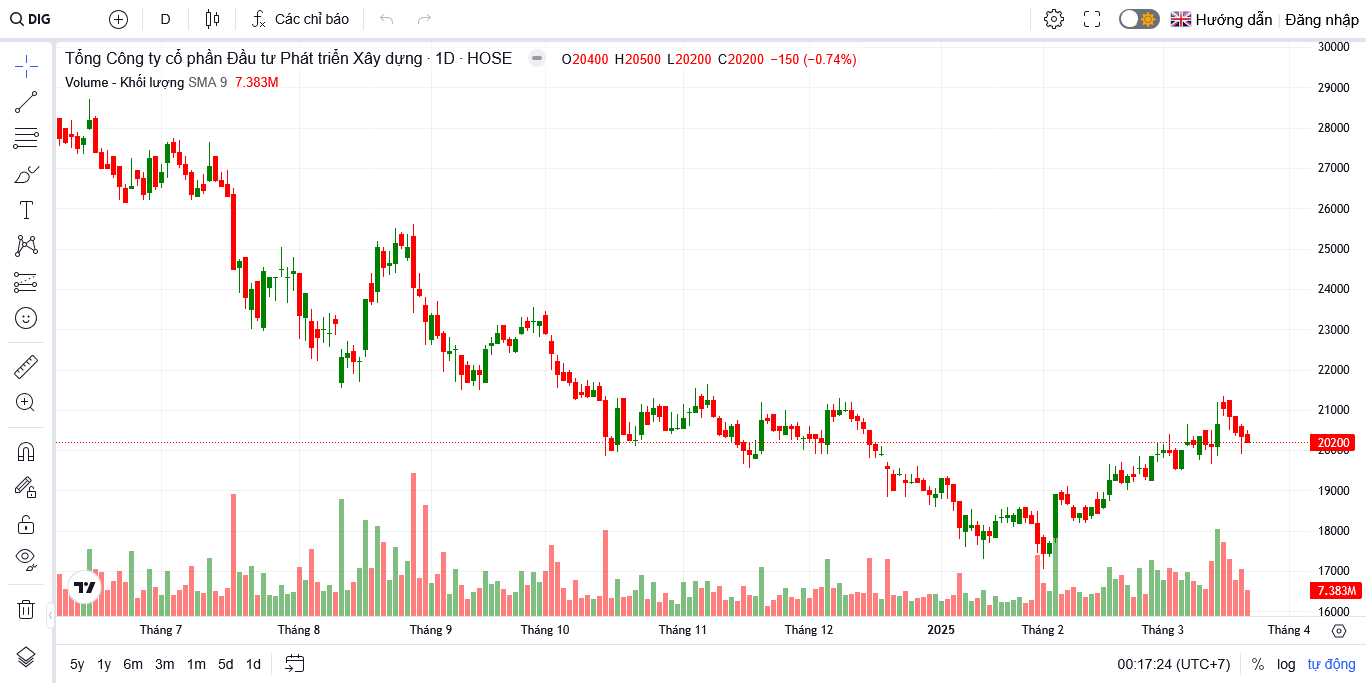 DIG D Các chỉ báo Hướng dẫn Đăng nhập
Tổng Công ty cổ phần Đầu tư Phát triển Xây dựng · 1D · HOSE O20400 H20500 L20200 C20200 −150 (−0.74%)
Volume - Khối lượng SMA 9 7.383M
30000
29000
28000
27000
26000
25000
24000
23000
22000
21000
20200
20000
19000
18000
17000
7.383M
16000
Tháng 7 Tháng 8 Tháng 9 Tháng 10 Tháng 11 Tháng 12 2025 Tháng 2 Tháng 3 Tháng 4
5y 1y 6m 3m 1m 5d 1d 00:17:24 (UTC+7) % log tự động